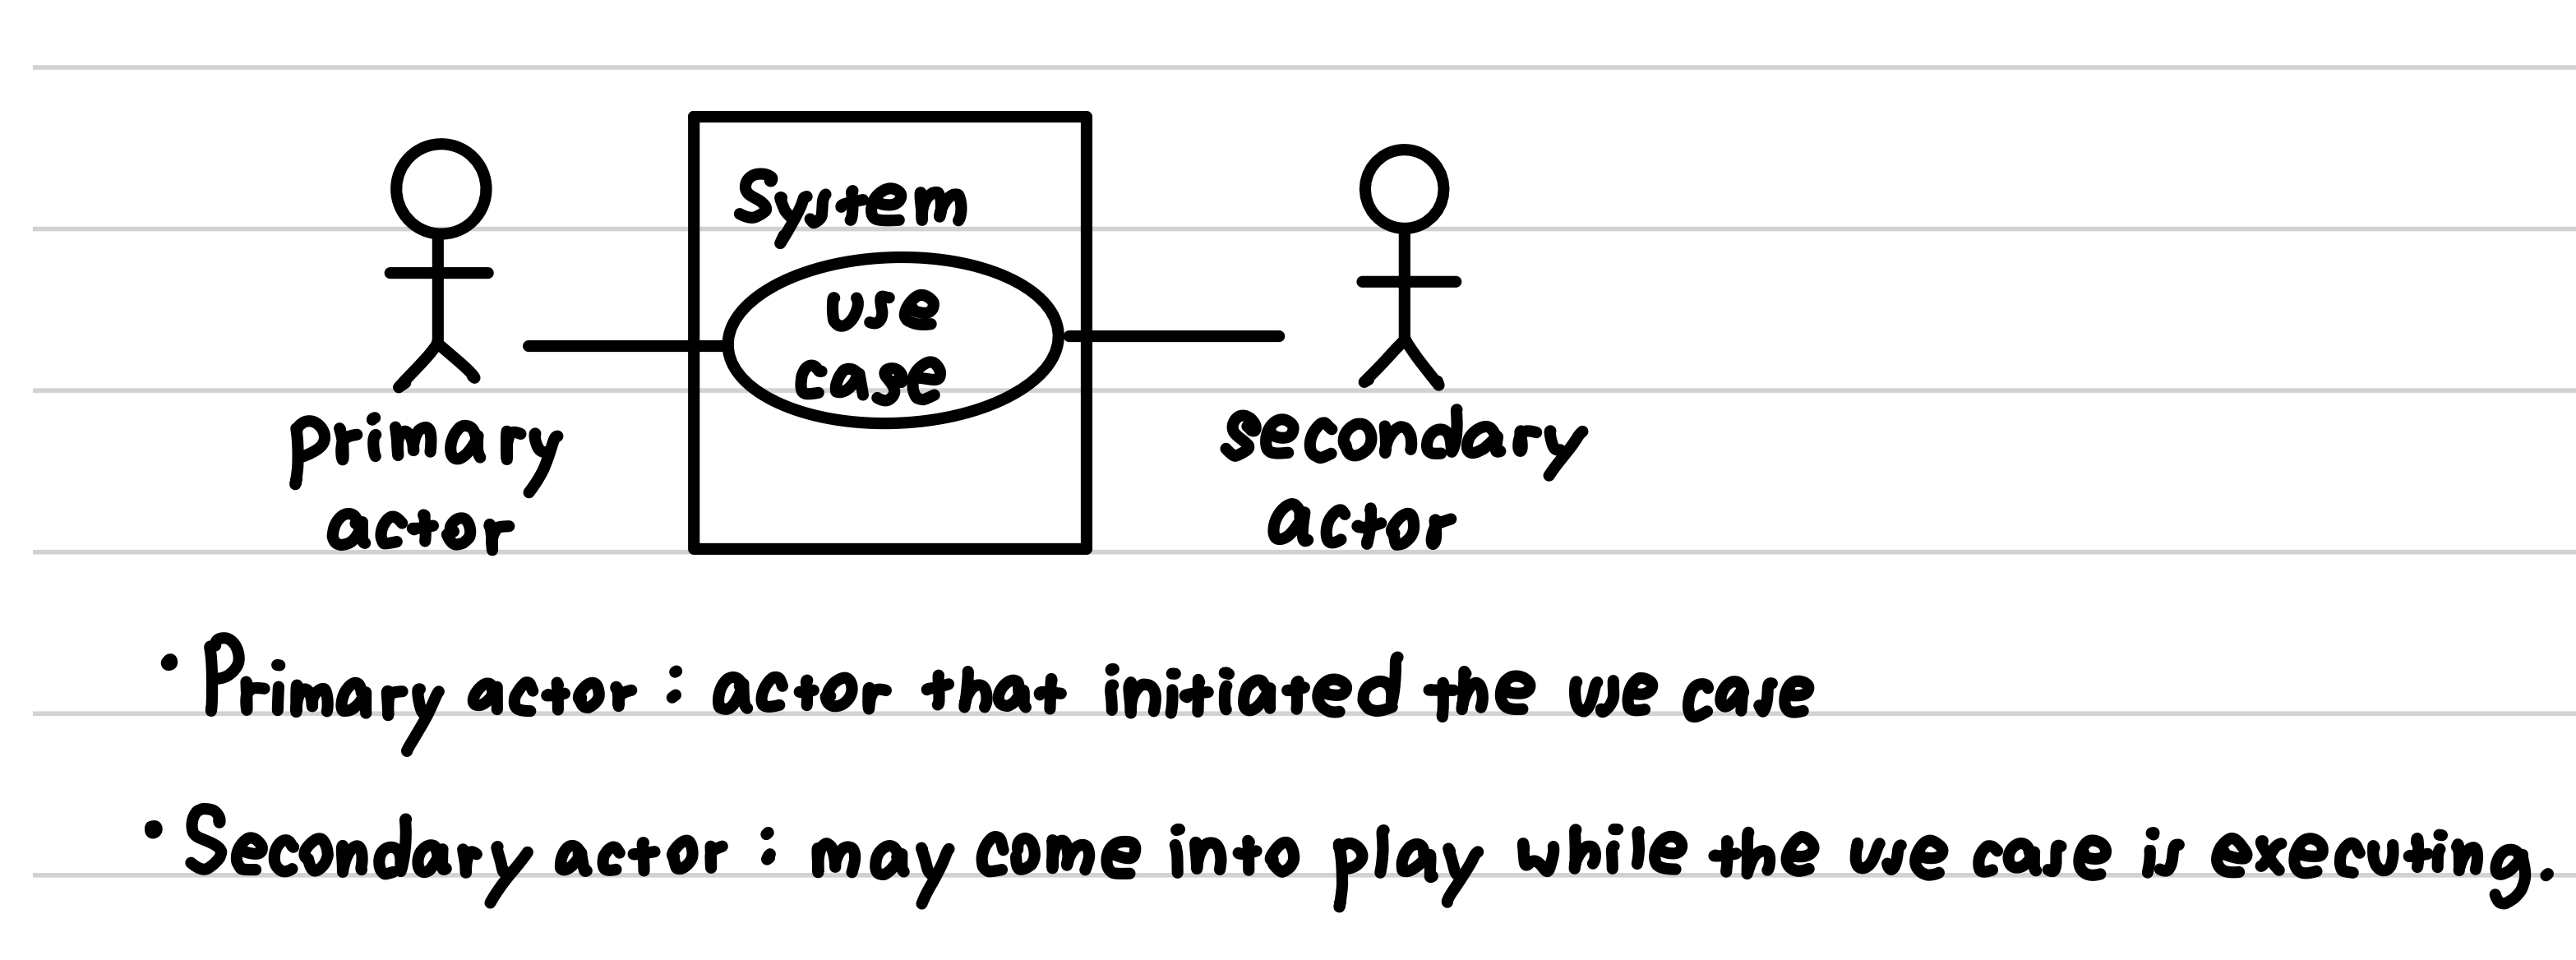 System
use
case
primary
actor
secondary
actor
• Primary actor : actor that initiated the use case
• Secondary actor : may come into play while the use case is executing.